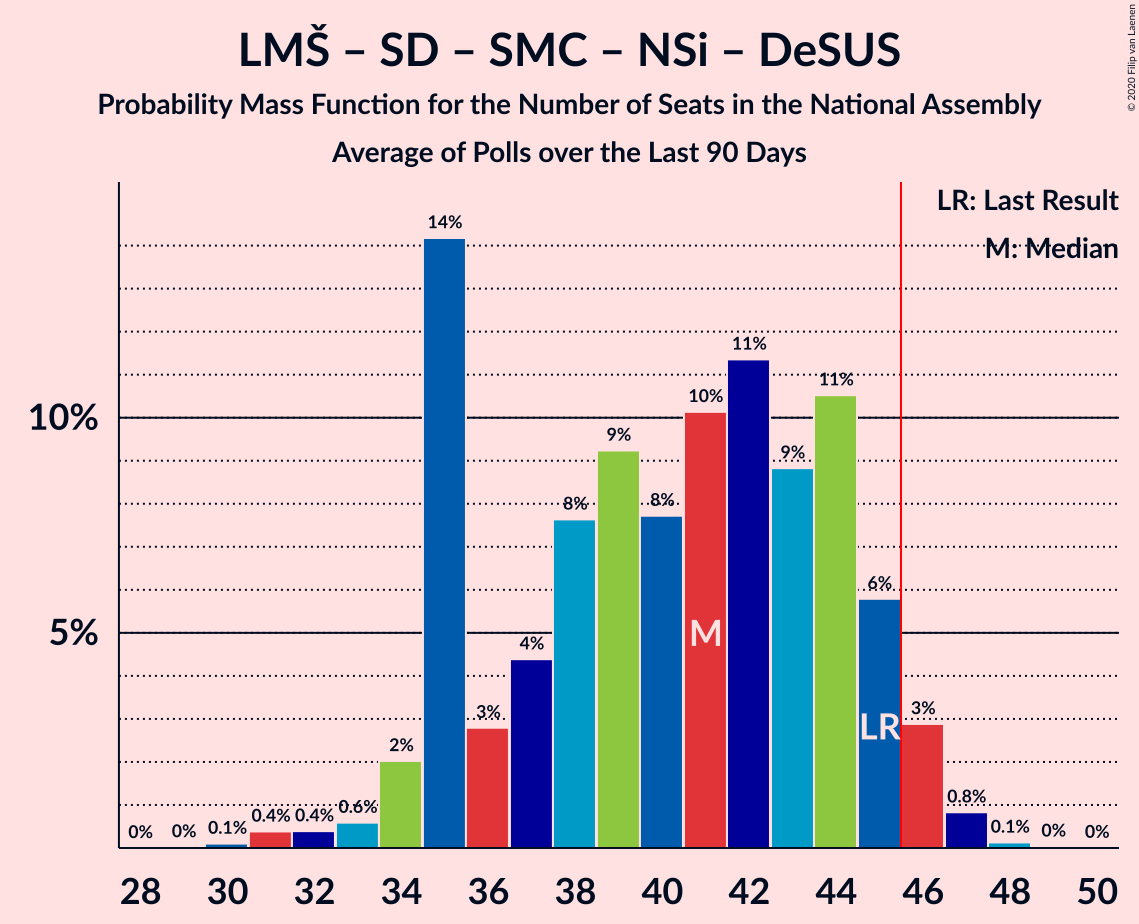 LMŠ – SD – SMC – NSi – DeSUS
Probability Mass Function for the Number of Seats in the National Assembly
Average of Polls over the Last 90 Days
© 2020 Filip van Laenen
LR: Last Result
M: Median
14%
11%
11%
10%
10%
9%
9%
8%
8%
6%
5%
M
4%
3%
LR
3%
2%
0.8%
0.6%
0.4%
0.4%
0.1%
0.1%
0%
0%
0%
0%
28 30 32 34 36 38 40 42 44 46 48 50